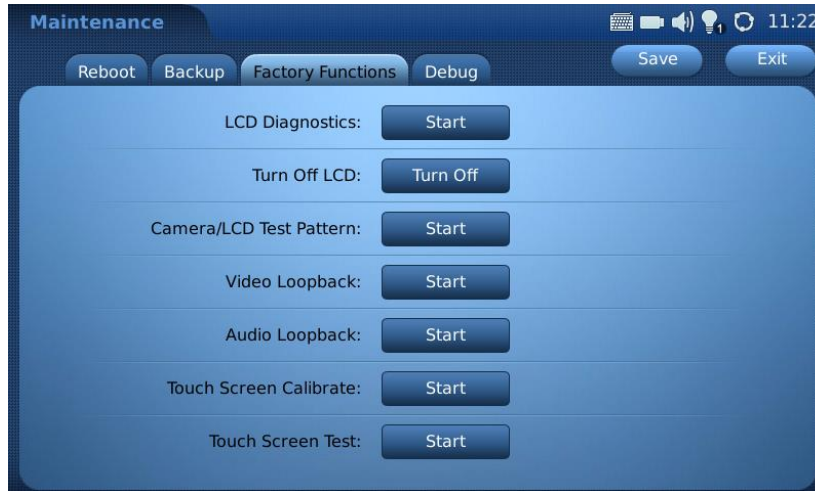 Maintenance
1 11:22
Save Exit
Reboot Backup Factory Functions Debug
LCD Diagnostics: Start
Turn Off LCD: Turn Off
Camera/LCD Test Pattern: Start
Video Loopback: Start
Audio Loopback: Start
Touch Screen Calibrate: Start
Touch Screen Test: Start